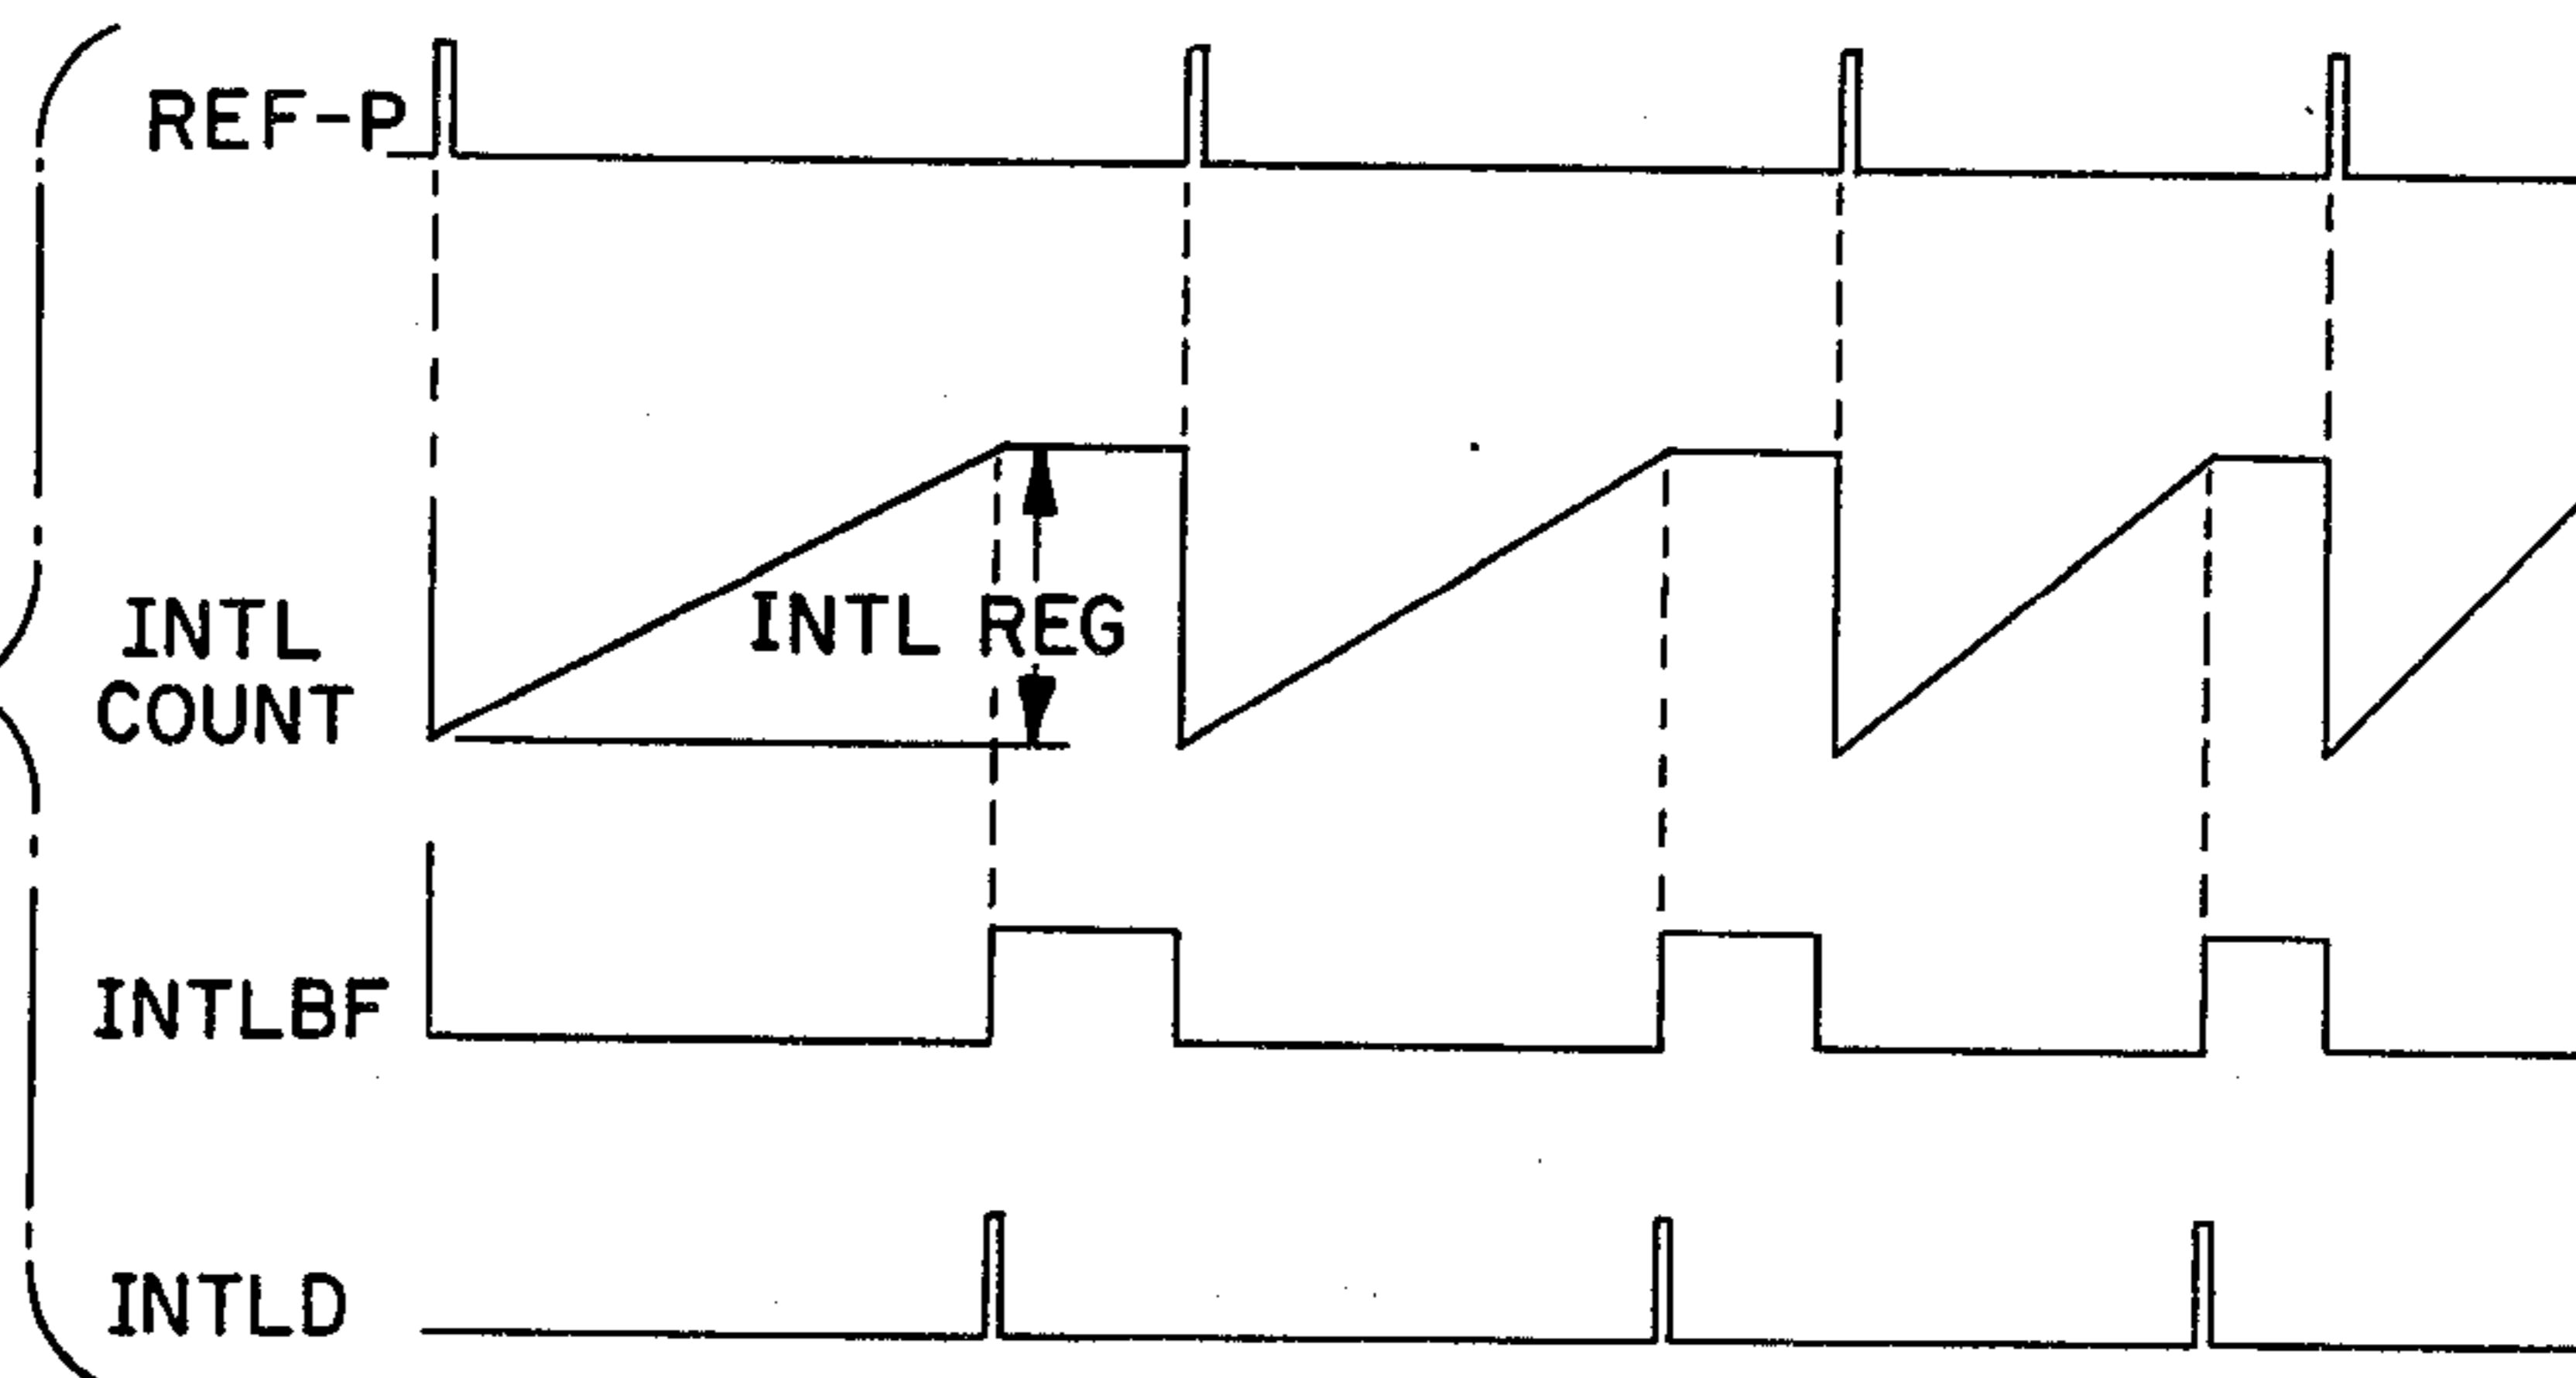 REF-P
INTL
COUNT
INTL REG
INTLBF
INTLD